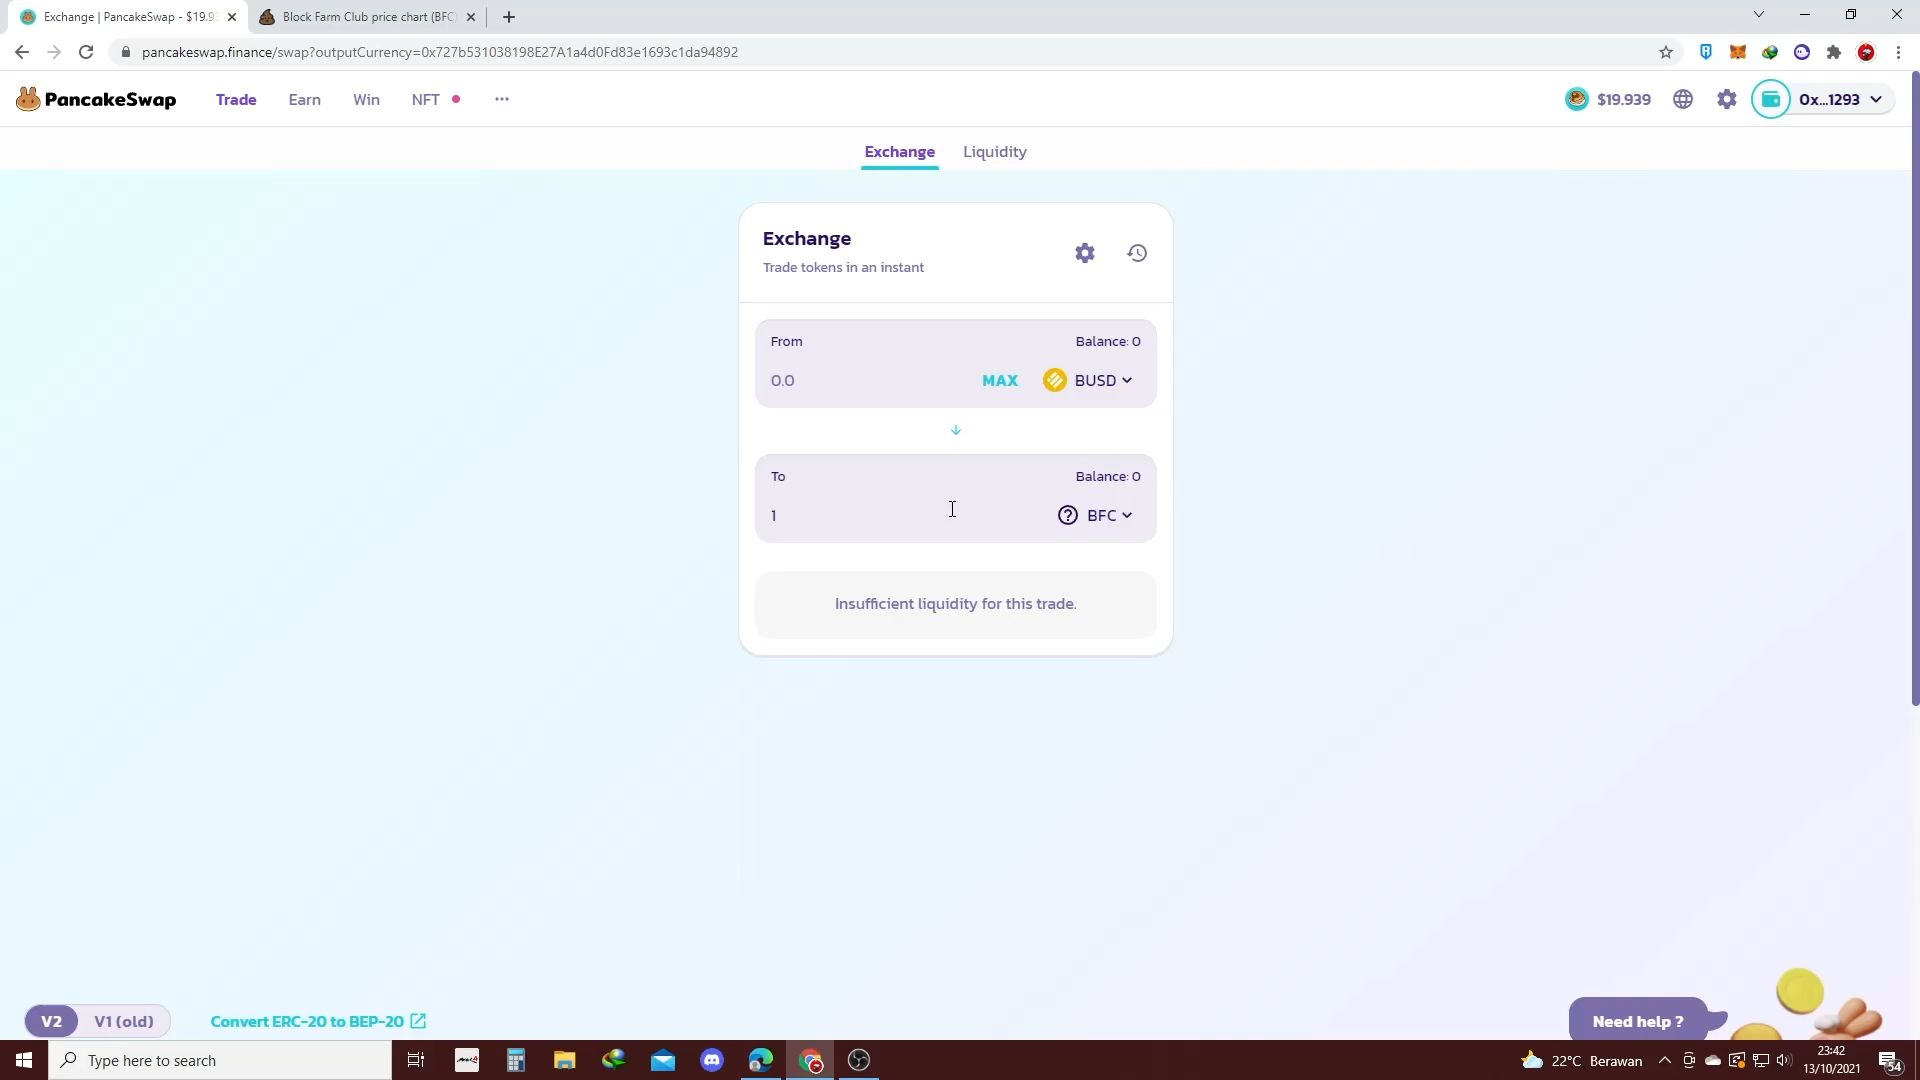 Exchange | PancakeSwap - $19.93
Block Farm Club price chart (BFC)
pancakeswap.finance/swap?outputCurrency=0x727b531038198E27A1a4d0Fd83e1693c1da94892
PancakeSwap
Trade
Earn
Win
NFT
$19.939
0x...1293
Exchange
Liquidity
Exchange
Trade tokens in an instant
From
Balance: 0
0.0
MAX
BUSD
To
Balance: 0
1
BFC
Insufficient liquidity for this trade.
V2
V1 (old)
Convert ERC-20 to BEP-20
Need help ?
Type here to search
22°C Berawan
23:42
13/10/2021
54